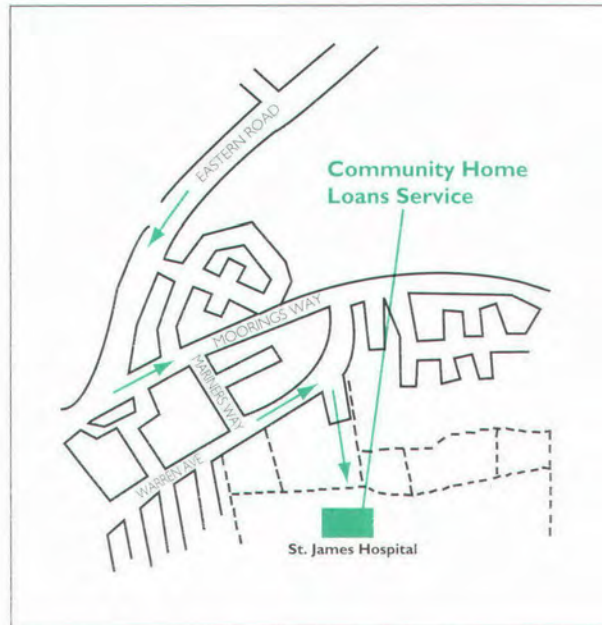 EASTERN ROAD
Community Home
Loans Service
MOORINGS WAY
MARINERS WAY
WARREN AVE
St. James Hospital